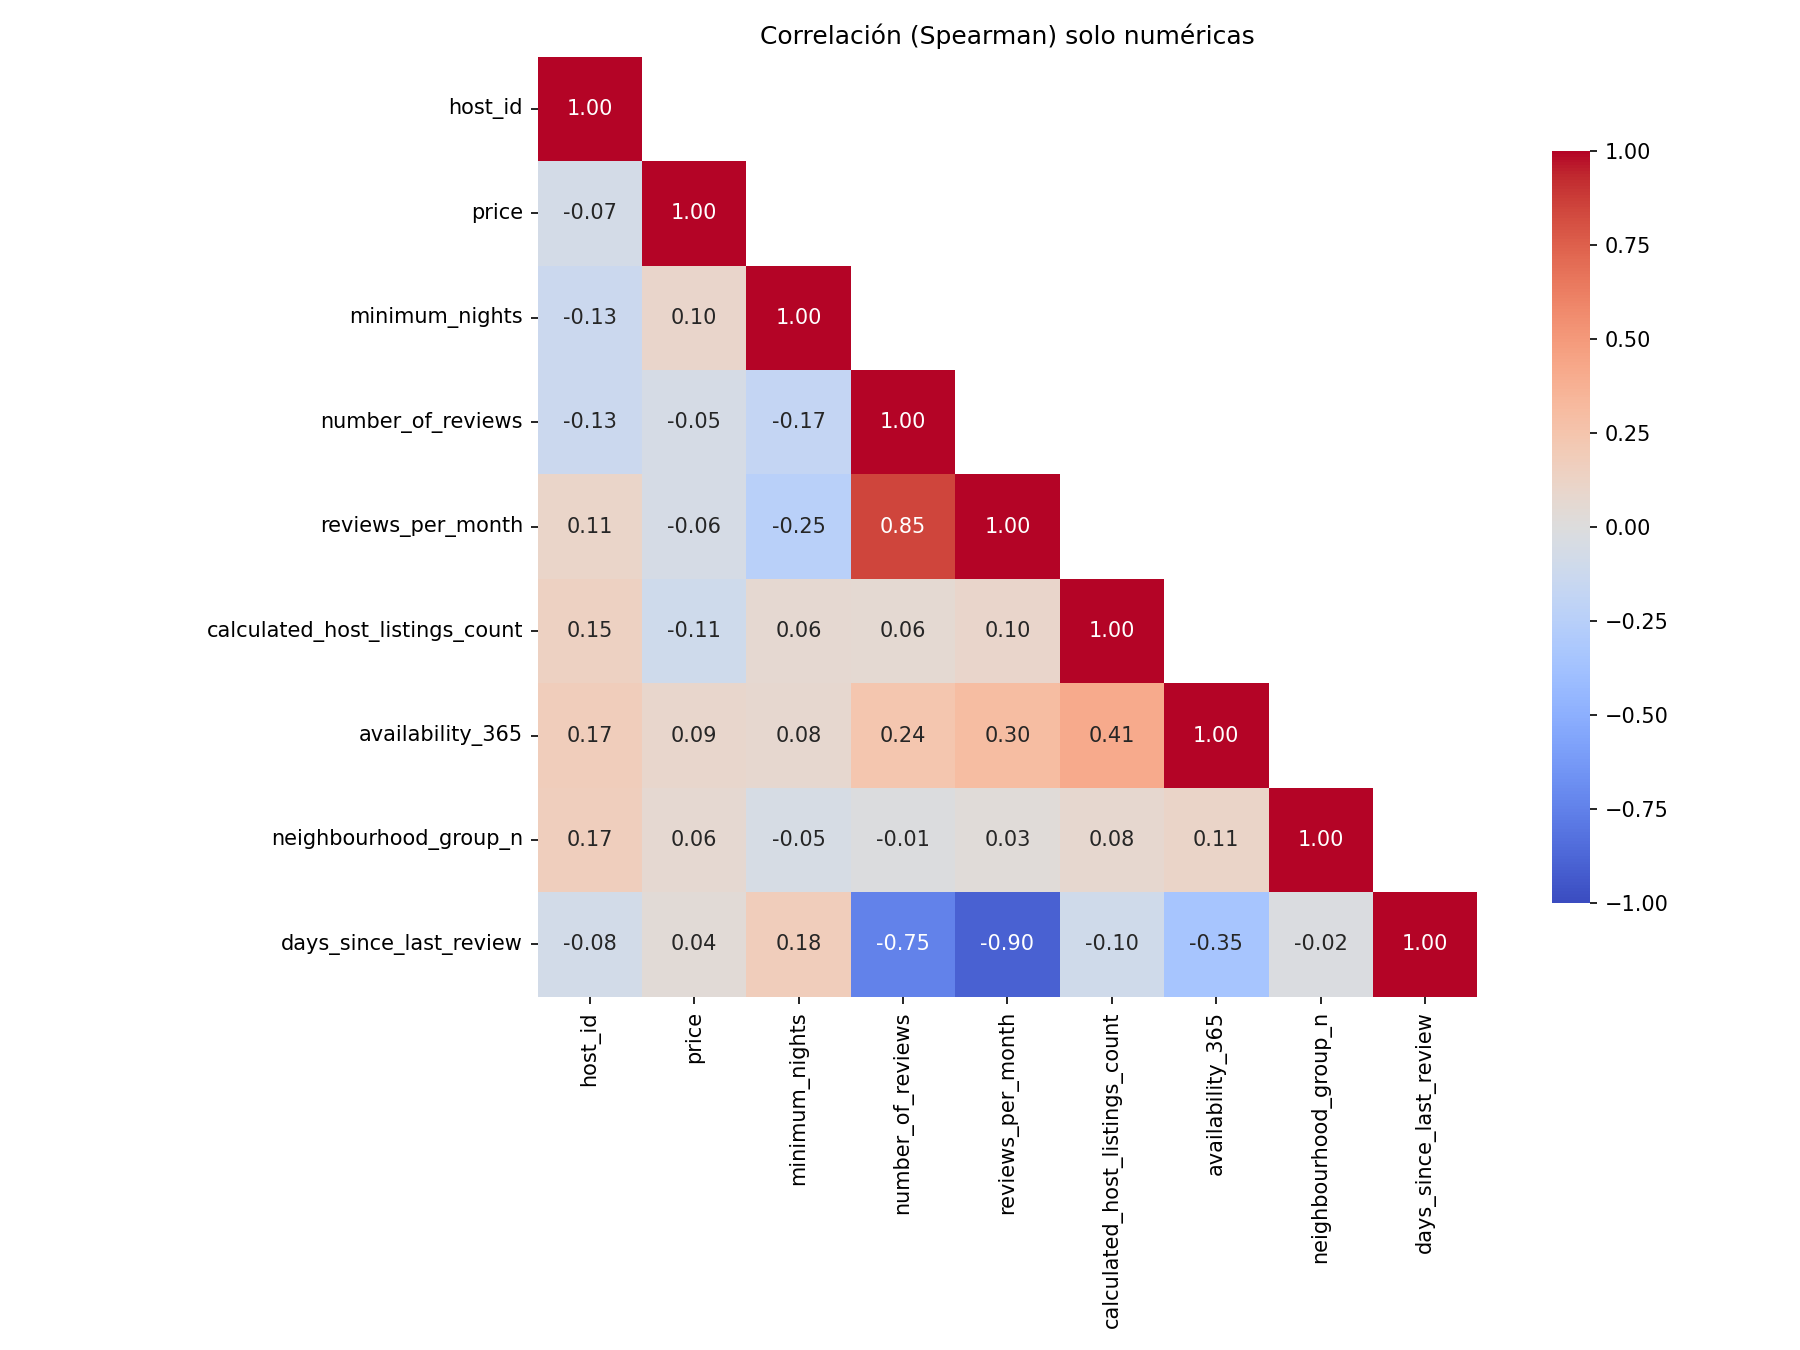 Correlación (Spearman) solo numéricas
host_id 1.00
price -0.07 1.00
minimum_nights -0.13 0.10 1.00
number_of_reviews -0.13 -0.05 -0.17 1.00
reviews_per_month 0.11 -0.06 -0.25 0.85 1.00
calculated_host_listings_count 0.15 -0.11 0.06 0.06 0.10 1.00
availability_365 0.17 0.09 0.08 0.24 0.30 0.41 1.00
neighbourhood_group_n 0.17 0.06 -0.05 -0.01 0.03 0.08 0.11 1.00
days_since_last_review -0.08 0.04 0.18 -0.75 -0.90 -0.10 -0.35 -0.02 1.00
host_id
price
minimum_nights
number_of_reviews
reviews_per_month
calculated_host_listings_count
availability_365
neighbourhood_group_n
days_since_last_review
1.00
0.75
0.50
0.25
0.00
−0.25
−0.50
−0.75
−1.00